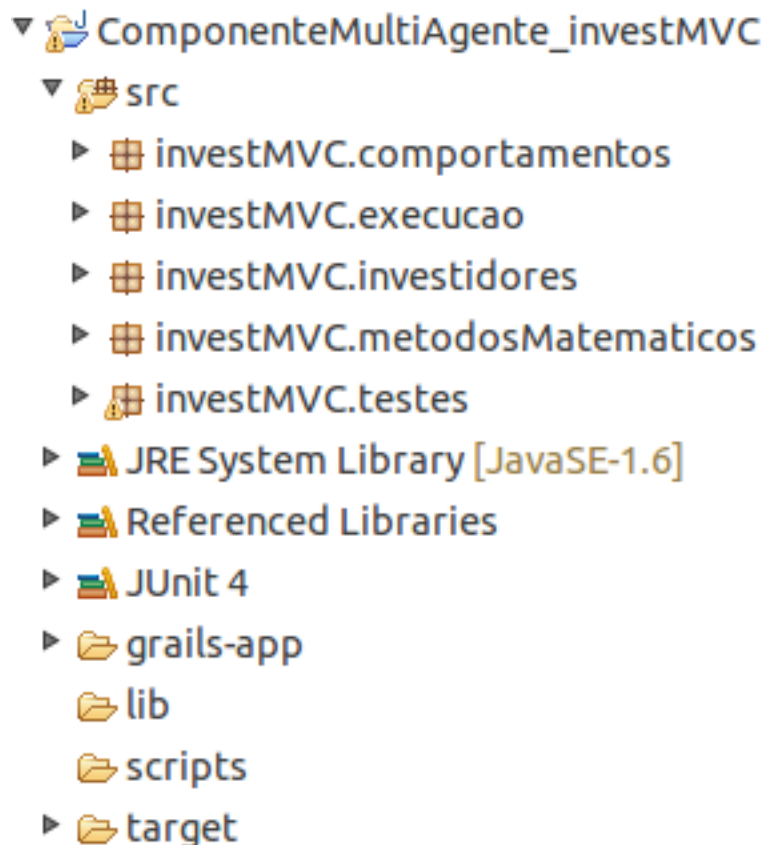 ComponenteMultiAgente_investMVC
src
investMVC.comportamentos
investMVC.execucao
investMVC.investidores
investMVC.metodosMatematicos
investMVC.testes
JRE System Library [JavaSE-1.6]
Referenced Libraries
JUnit 4
grails-app
lib
scripts
target